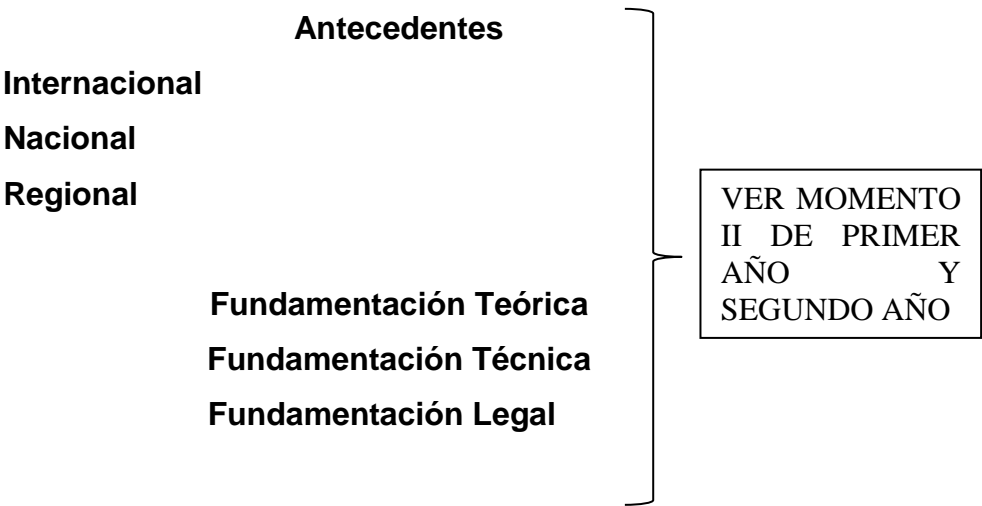 Antecedentes
Internacional
Nacional
Regional
Fundamentación Teórica
Fundamentación Técnica
Fundamentación Legal
VER MOMENTO
II DE PRIMER
AÑO Y
SEGUNDO AÑO